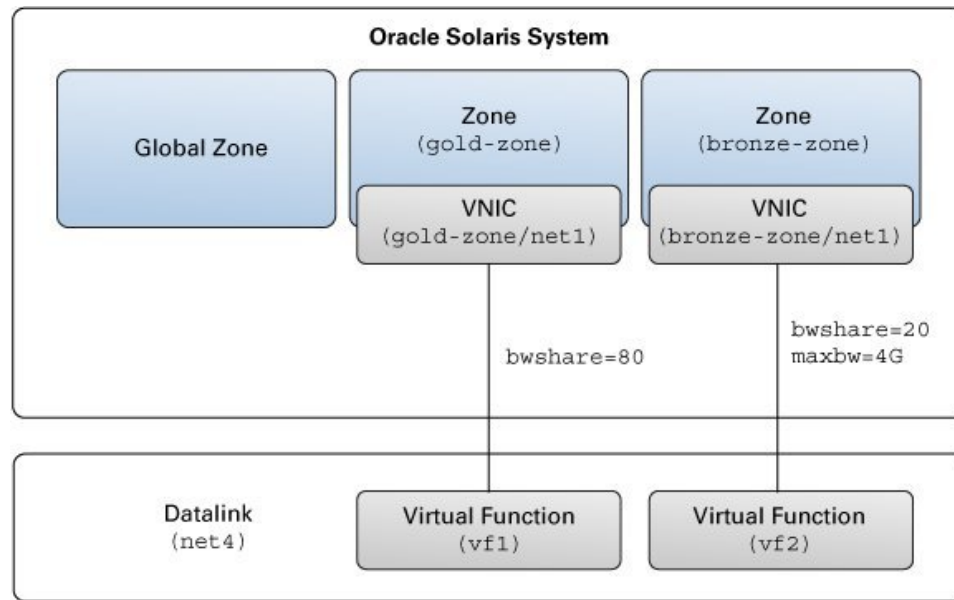 Oracle Solaris System
Global Zone
Zone
(gold-zone)
Zone
(bronze-zone)
VNIC
(gold-zone/net1)
VNIC
(bronze-zone/net1)
bwshare=80
bwshare=20
maxbw=4G
Datalink
(net4)
Virtual Function
(vf1)
Virtual Function
(vf2)